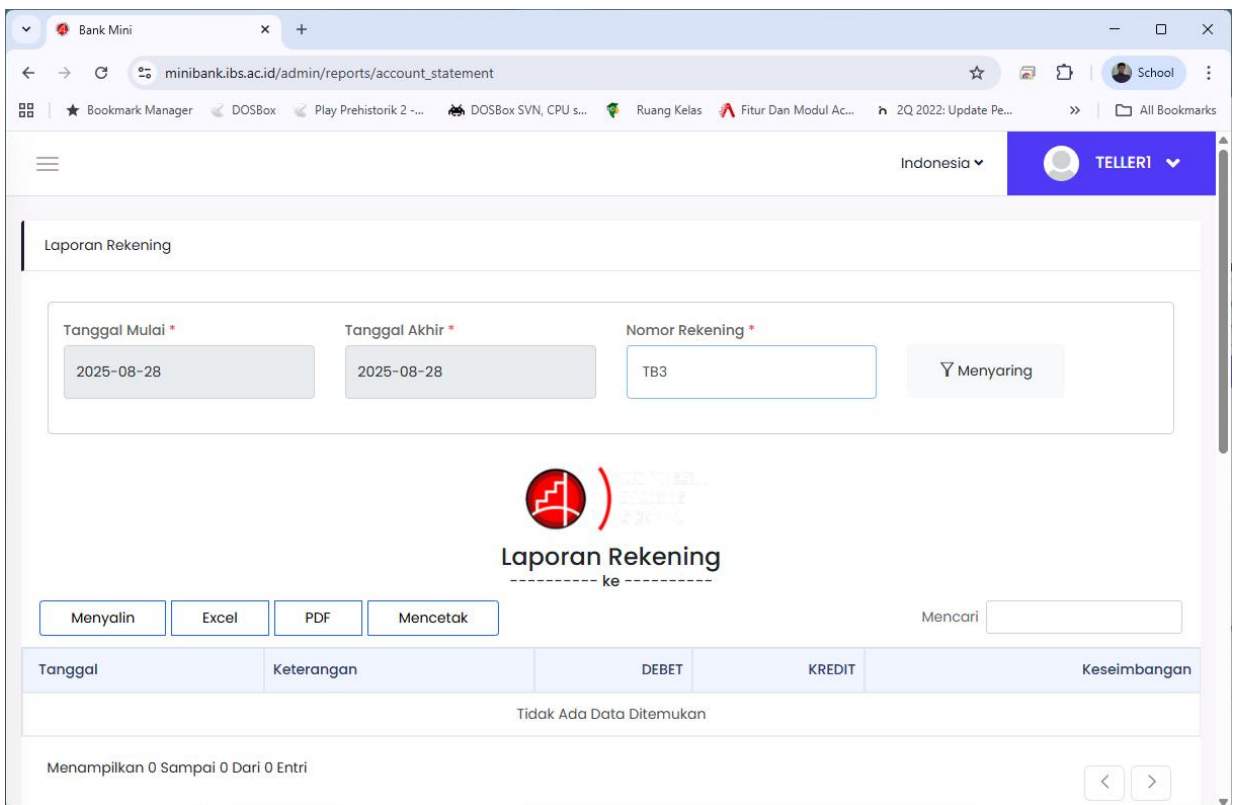 Bank Mini
minibank.ibs.ac.id/admin/reports/account_statement
School
Bookmark Manager DOSBox Play Prehistorik 2 -... DOSBox SVN, CPU s... Ruang Kelas Fitur Dan Modul Ac... 2Q 2022: Update Pe... >> All Bookmarks
Indonesia TELLER1
Laporan Rekening
Tanggal Mulai * Tanggal Akhir * Nomor Rekening *
2025-08-28 2025-08-28 TB3 Menyaring
Laporan Rekening
---------- ke ----------
Menyalin Excel PDF Mencetak Mencari
Tanggal Keterangan DEBET KREDIT Keseimbangan
Tidak Ada Data Ditemukan
Menampilkan 0 Sampai 0 Dari 0 Entri